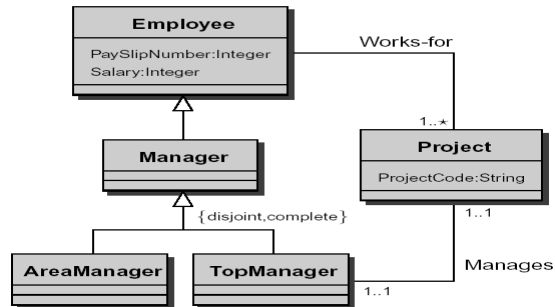 Employee
PaySlipNumber:Integer
Salary:Integer
Works-for
1..*
Manager
Project
ProjectCode:String
{disjoint,complete}
1..1
AreaManager
TopManager
Manages
1..1